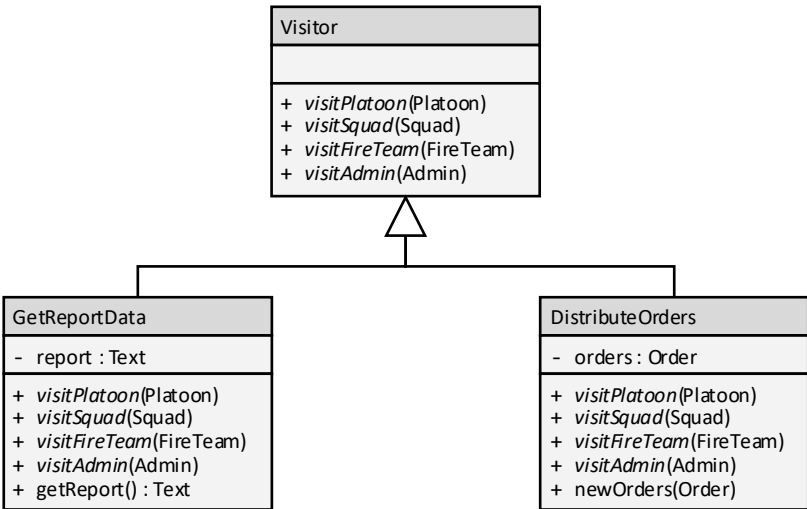 Visitor
+ visitPlatoon(Platoon)
+ visitSquad(Squad)
+ visitFireTeam(FireTeam)
+ visitAdmin(Admin)
GetReportData
- report : Text
+ visitPlatoon(Platoon)
+ visitSquad(Squad)
+ visitFireTeam(FireTeam)
+ visitAdmin(Admin)
+ getReport() : Text
DistributeOrders
- orders : Order
+ visitPlatoon(Platoon)
+ visitSquad(Squad)
+ visitFireTeam(FireTeam)
+ visitAdmin(Admin)
+ newOrders(Order)